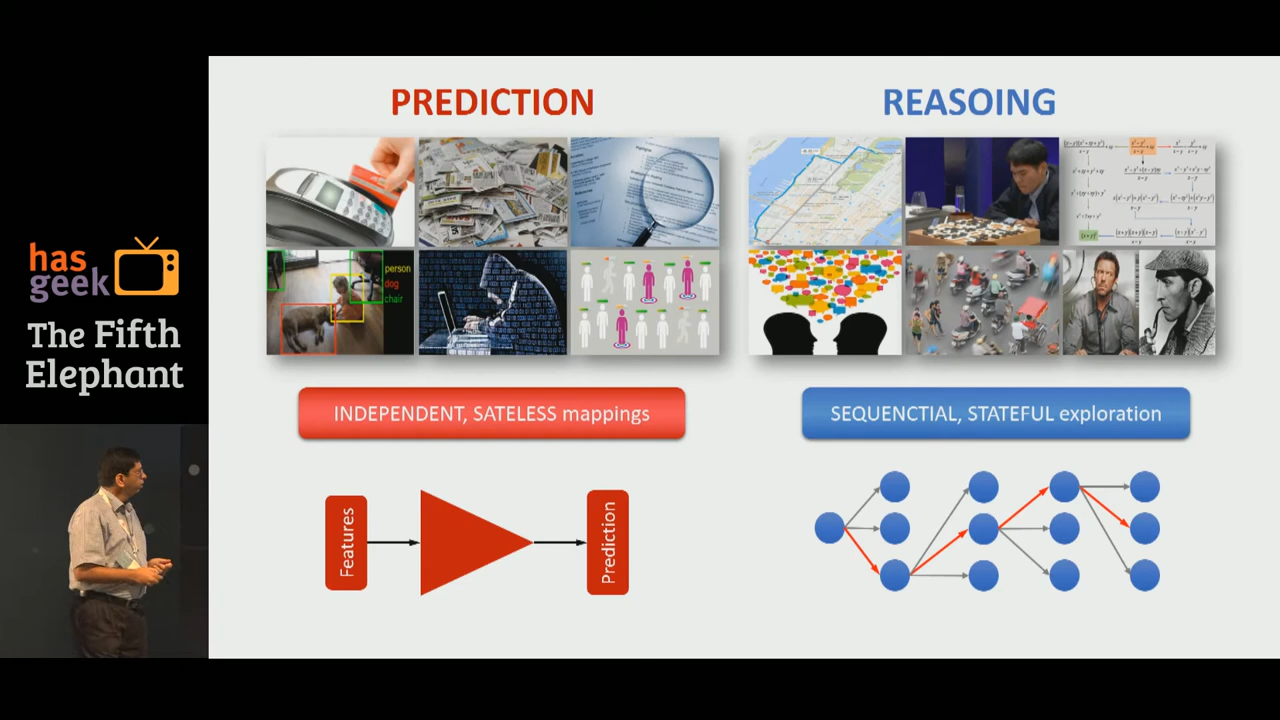 has
geek
The Fifth
Elephant
PREDICTION
REASOING
person
dog
chair
INDEPENDENT, SATELESS mappings
SEQUENCTIAL, STATEFUL exploration
Features
Prediction